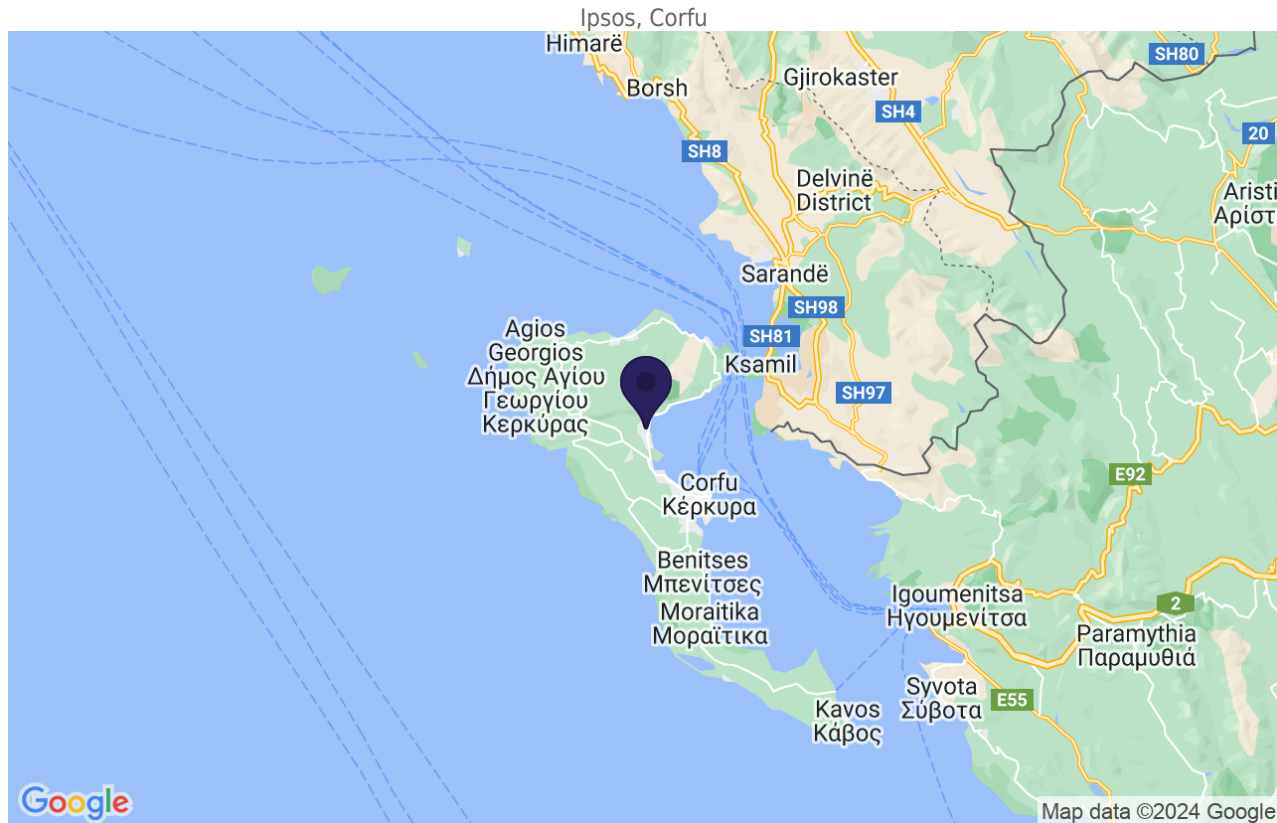 Ipsos, Corfu
Himarë
SH80
Gjirokaster
Borsh
SH4
20
SH8
Delvinë
District
Aristi
Αρίστ
Sarandë
SH98
SH81
Agios
Georgios
Δήμος Αγίου
Γεωργίου
Κερκύρας
Ksamil
SH97
E92
Corfu
Κέρκυρα
Benitses
Μπενίτσες
Igoumenitsa
Ηγουμενίτσα
2
Moraitika
Μοραϊτικα
Paramythia
Παραμυθιά
Syvota
Σύβοτα
E55
Kavos
Κάβος
Google
Map data ©2024 Google